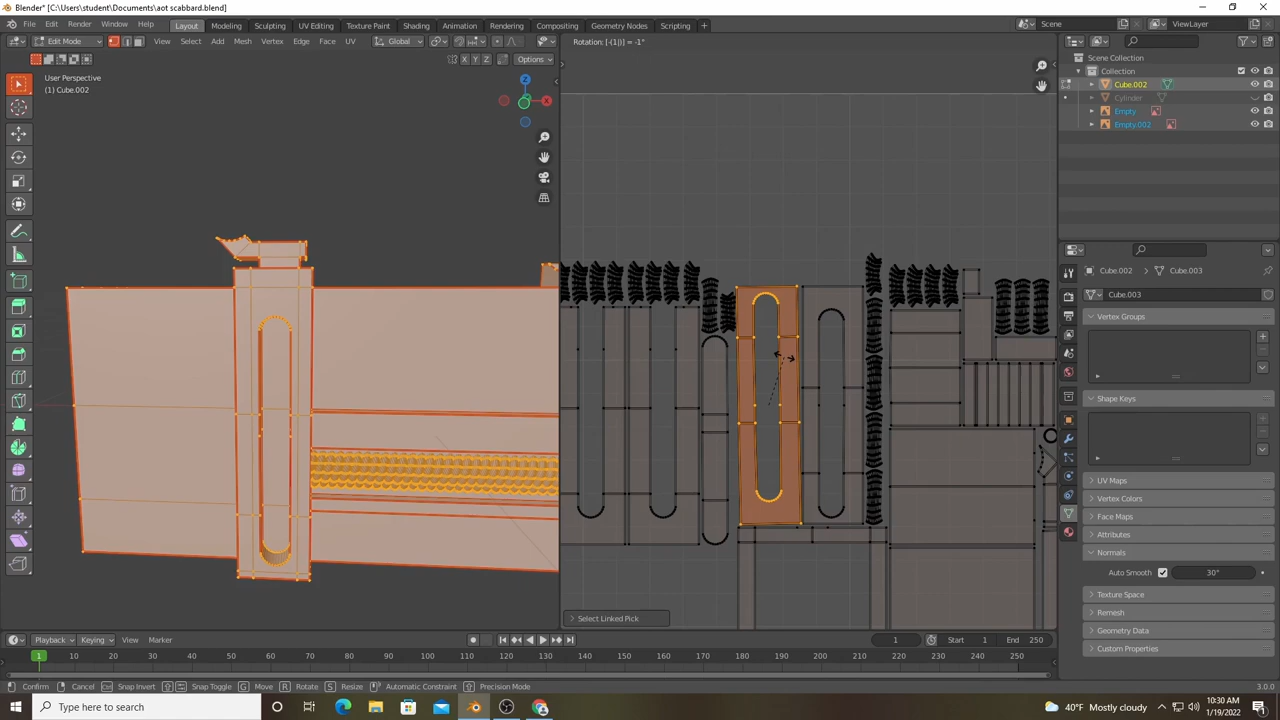 Blender* [C:\Users\student\Documents\aot scabbard.blend]
File Edit Render Window Help Layout Modeling Sculpting UV Editing Texture Paint Shading Animation Rendering Compositing Geometry Nodes Scripting + Scene ViewLayer
Edit Mode View Select Add Mesh Vertex Edge Face UV Global Rotation: [-(1|)] = -1°
X Y Z Options
User Perspective
(1) Cube.002
Z
X
Scene Collection
Collection
Cube.002
Cylinder
Empty
Empty.002
Cube.002 > Cube.003
Cube.003
Vertex Groups
Shape Keys
UV Maps
Vertex Colors
Face Maps
Attributes
Normals
Auto Smooth 30°
Texture Space
Remesh
Geometry Data
Custom Properties
Select Linked Pick
Playback Keying View Marker 1 Start 1 End 250
1 10 20 30 40 50 60 70 80 90 100 110 120 130 140 150 160 170 180 190 200 210 220 230 240 250
Confirm Cancel Snap Invert Snap Toggle G Move R Rotate S Resize Automatic Constraint Precision Mode 3.0.0
Type here to search 40°F Mostly cloudy 10:30 AM
1/19/2022